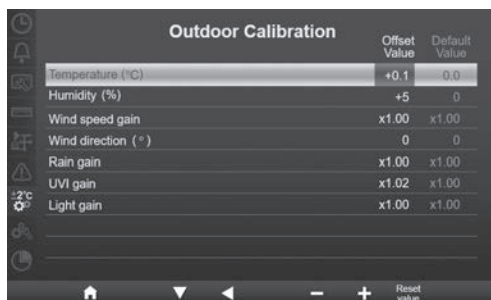 Outdoor Calibration
Offset Value
Default Value
Temperature (°C) +0.1 0.0
Humidity (%) +5 0
Wind speed gain x1.00 x1.00
Wind direction ( ° ) 0 0
Rain gain x1.00 x1.00
UVI gain x1.02 x1.00
Light gain x1.00 x1.00
±2°C
Reset value